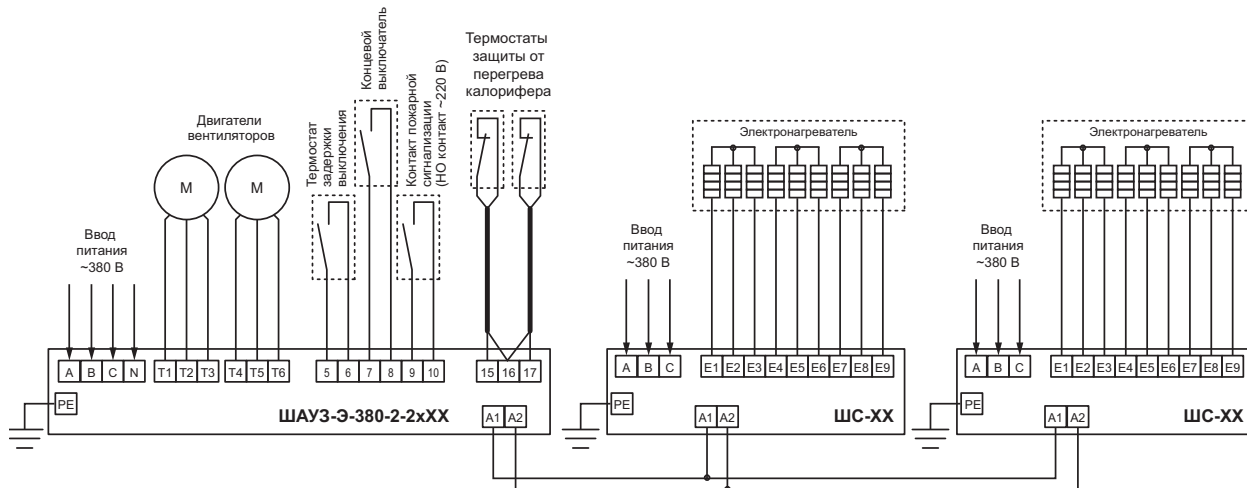 Двигатели
вентиляторов
M
M
Ввод
питания
~380 В
Термостат
задержки
выключения
Концевой
выключатель
Контакт пожарной
сигнализации
(НО контакт ~220 В)
Термостаты
защиты от
перегрева
калорифера
A B C N T1 T2 T3 T4 T5 T6 5 6 7 8 9 10 15 16 17
PE
ШАУЗ-Э-380-2-2хХХ
A1 A2
Электронагреватель
Ввод
питания
~380 В
A B C E1 E2 E3 E4 E5 E6 E7 E8 E9
PE
A1 A2
ШС-ХХ
Электронагреватель
Ввод
питания
~380 В
A B C E1 E2 E3 E4 E5 E6 E7 E8 E9
PE
A1 A2
ШС-ХХ